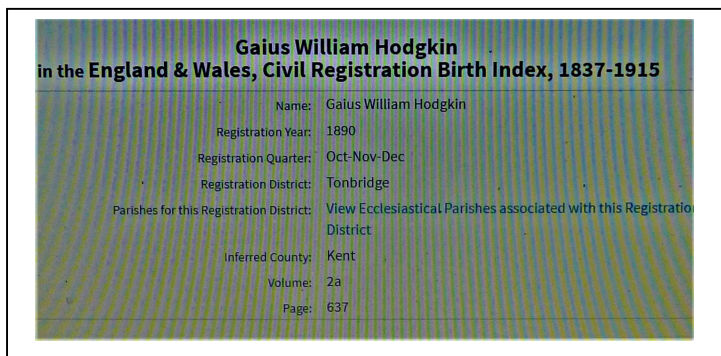 Gaius William Hodgkin
in the England & Wales, Civil Registration Birth Index, 1837-1915
Name: Gaius William Hodgkin
Registration Year: 1890
Registration Quarter: Oct-Nov-Dec
Registration District: Tonbridge
Parishes for this Registration District: View Ecclesiastical Parishes associated with this Registratio
District
Inferred County: Kent
Volume: 2a
Page: 637